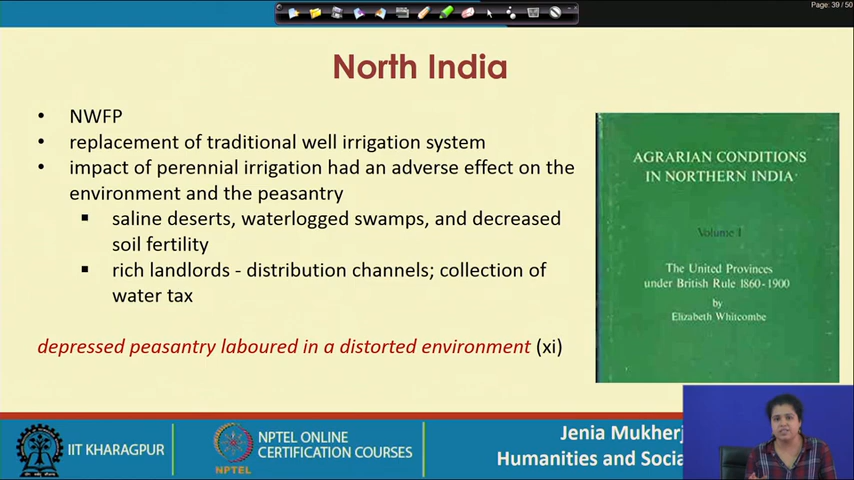 Page: 39 / 50
North India
• NWFP
• replacement of traditional well irrigation system
• impact of perennial irrigation had an adverse effect on the
environment and the peasantry
▪ saline deserts, waterlogged swamps, and decreased
soil fertility
▪ rich landlords - distribution channels; collection of
water tax
depressed peasantry laboured in a distorted environment (xi)
AGRARIAN CONDITIONS
IN NORTHERN INDIA
Volume I
The United Provinces
under British Rule 1860-1900
by
Elizabeth Whitcombe
IIT KHARAGPUR
NPTEL
NPTEL ONLINE
CERTIFICATION COURSES
Jenia Mukherj
Humanities and Socia